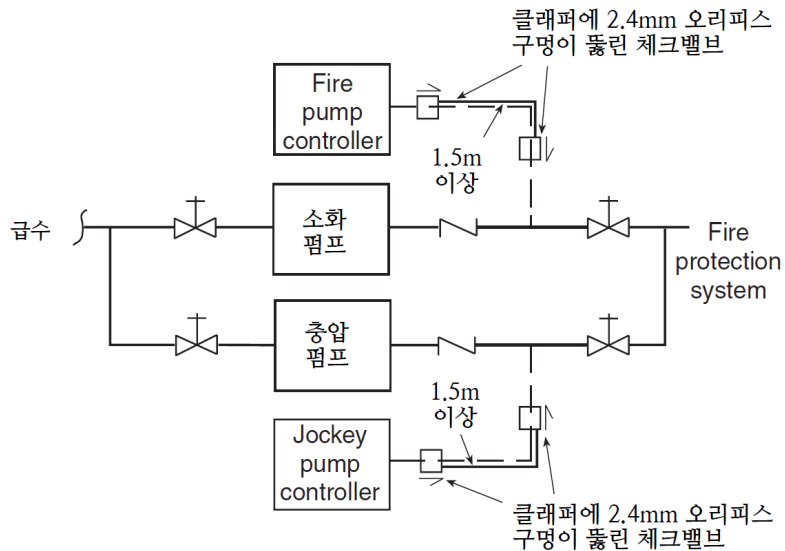 클래퍼에 2.4mm 오리피스
구멍이 뚫린 체크밸브
Fire
pump
controller
1.5m
이상
급수
소화
펌프
Fire
protection
system
충압
펌프
1.5m
이상
Jockey
pump
controller
클래퍼에 2.4mm 오리피스
구멍이 뚫린 체크밸브